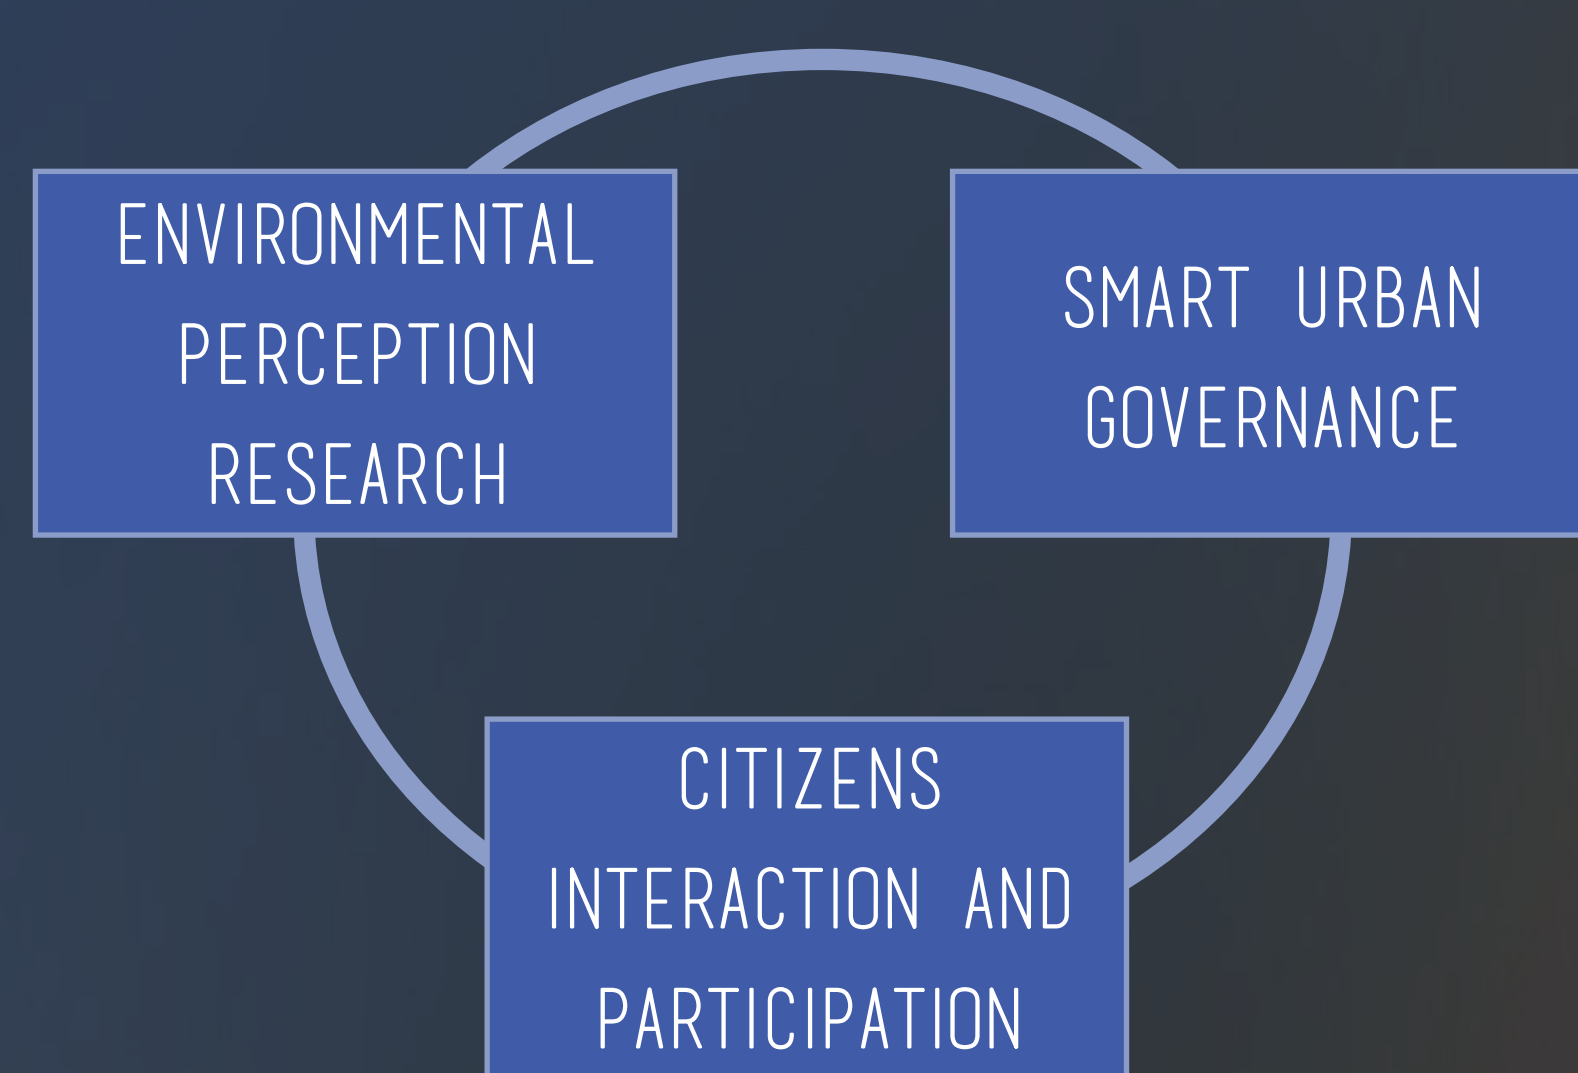 ENVIRONMENTAL
PERCEPTION
RESEARCH
SMART URBAN
GOVERNANCE
CITIZENS
INTERACTION AND
PARTICIPATION